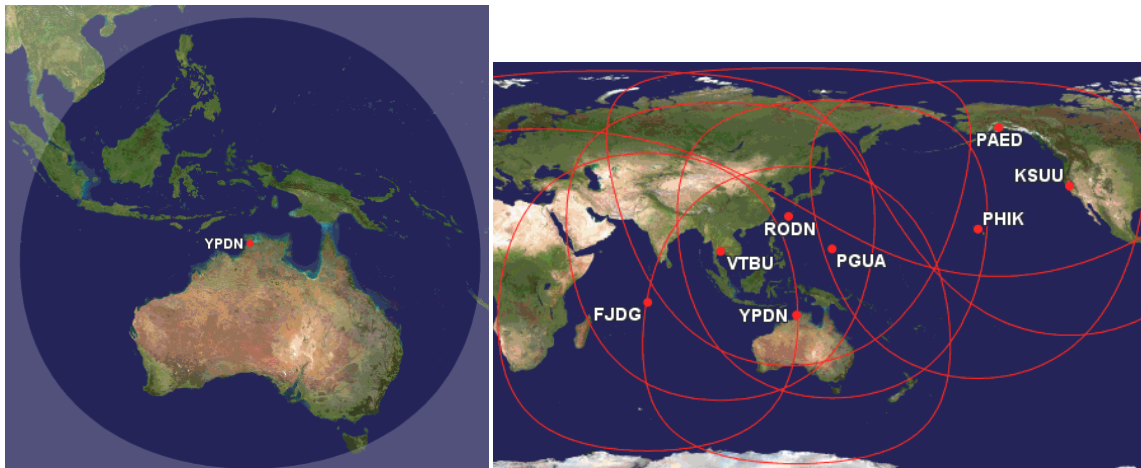 YPDN
PAED
KSUU
PHIK
RODN
VTBU
PGUA
FJDG
YPDN